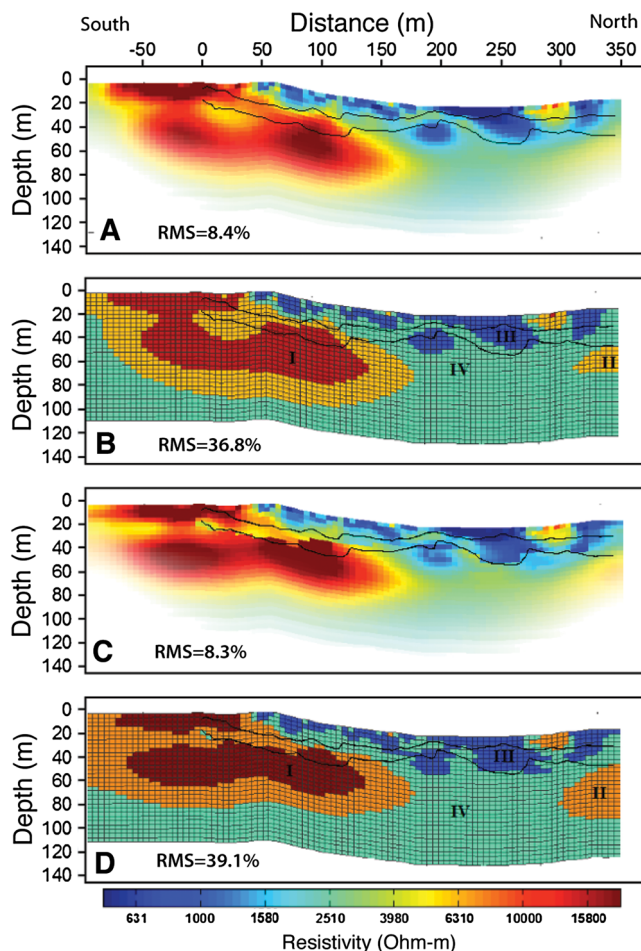 South Distance (m) North
-50 0 50 100 150 200 250 300 350
Depth (m)
0
20
40
60
80
100
120
140
A RMS=8.4%
Depth (m)
0
20
40
60
80
100
120
140
I
II
III
IV
B RMS=36.8%
Depth (m)
0
20
40
60
80
100
120
140
C RMS=8.3%
Depth (m)
0
20
40
60
80
100
120
140
I
II
III
IV
D RMS=39.1%
631 1000 1580 2510 3980 6310 10000 15800
Resistivity (Ohm-m)